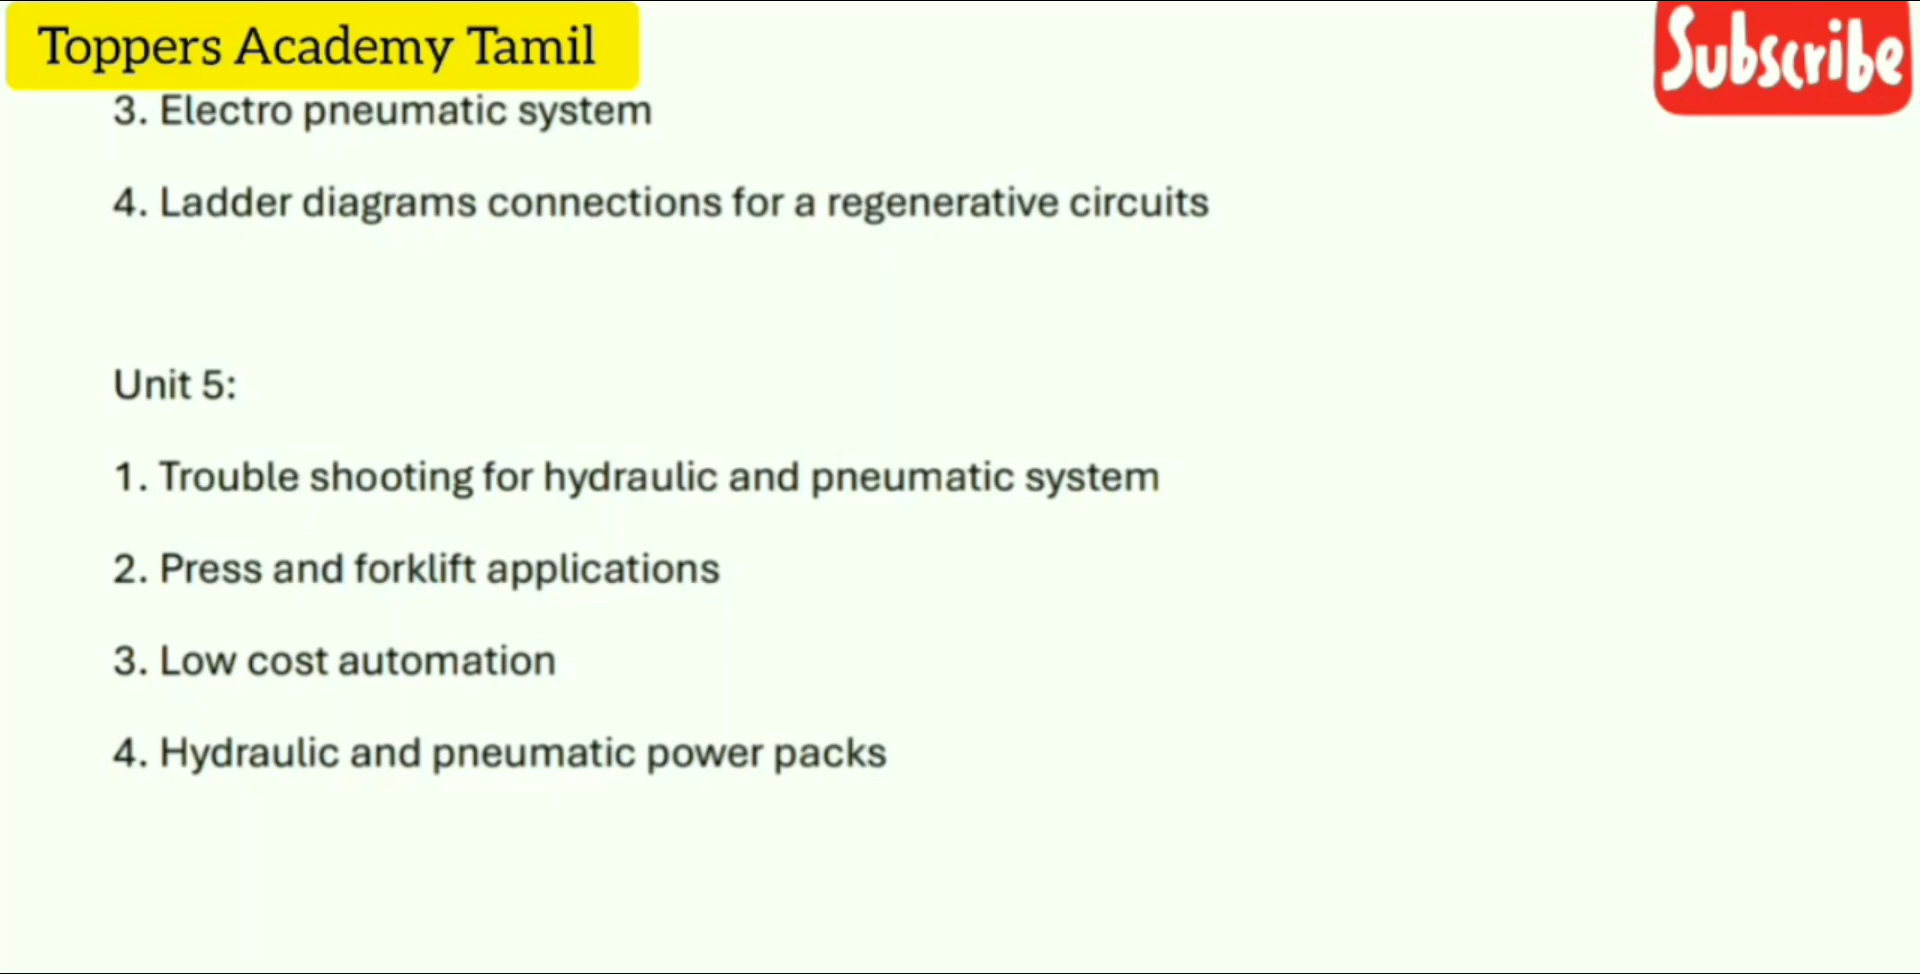 Toppers Academy Tamil
Subscribe
3. Electro pneumatic system
4. Ladder diagrams connections for a regenerative circuits
Unit 5:
1. Trouble shooting for hydraulic and pneumatic system
2. Press and forklift applications
3. Low cost automation
4. Hydraulic and pneumatic power packs